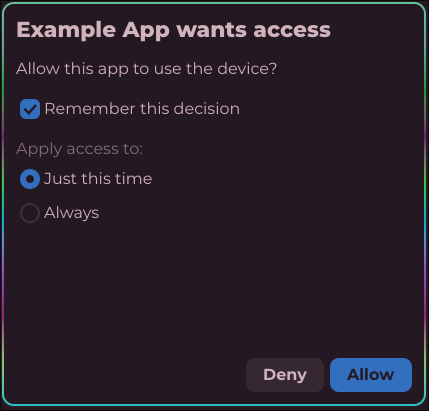 Example App wants access
Allow this app to use the device?
Remember this decision
Apply access to:
Just this time
Always
Deny
Allow